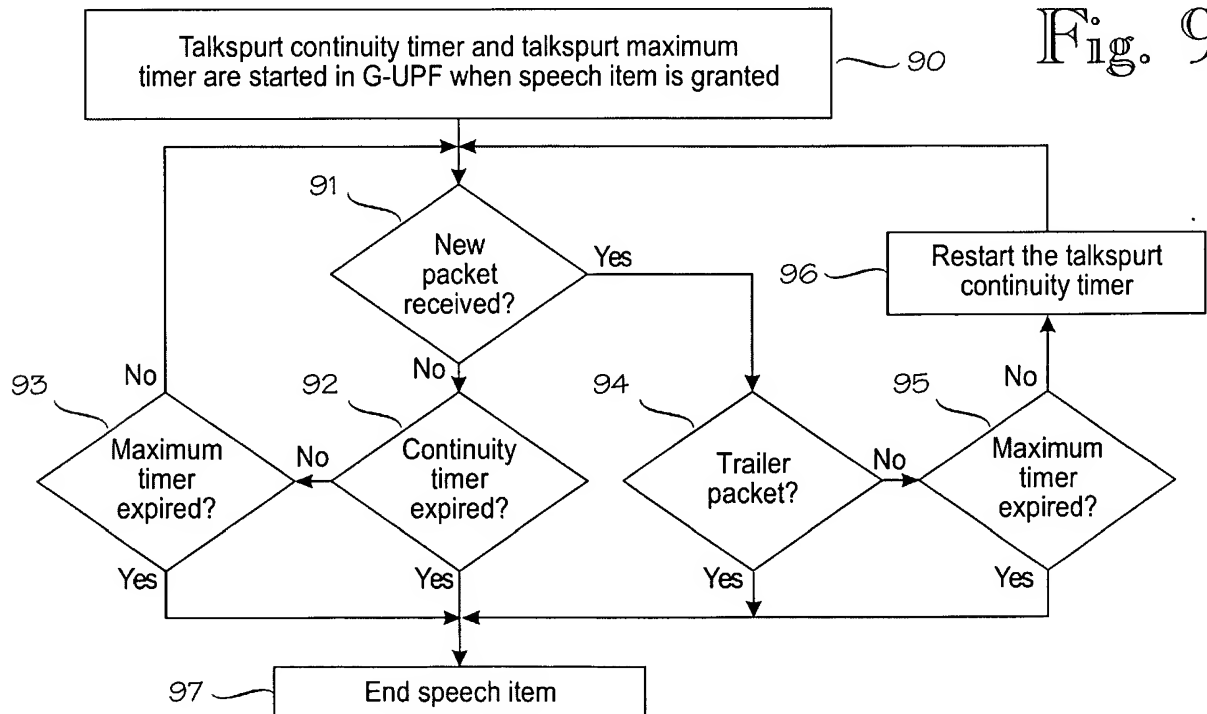 Fig. 9
Talkspurt continuity timer and talkspurt maximum
timer are started in G-UPF when speech item is granted
90
91
New
packet
received?
Yes
No
96
Restart the talkspurt
continuity timer
93
No
Maximum
timer
expired?
Yes
92
No
Continuity
timer
expired?
Yes
94
Trailer
packet?
No
Yes
95
No
Maximum
timer
expired?
Yes
97
End speech item